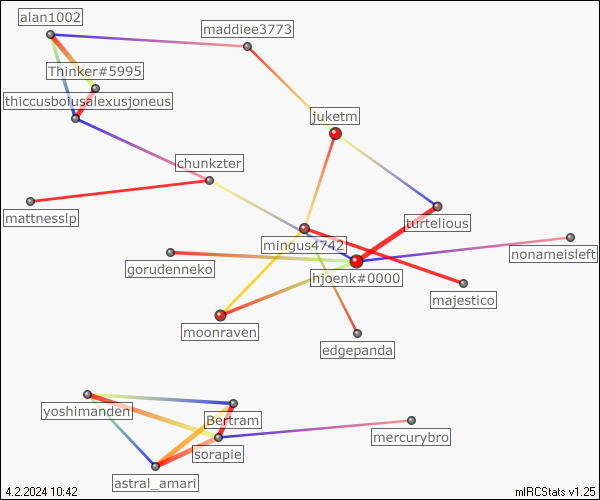 alan1002
maddiee3773
Thinker#5995
thiccusboiusalexusjoneus
juketm
chunkzter
mattnesslp
turtelious
mingus4742
nonameisleft
gorudenneko
hjoenk#0000
majestico
moonraven
edgepanda
yoshimanden
Bertram
mercurybro
sorapie
astral_amari
4.2.2024 10:42
mIRCStats v1.25